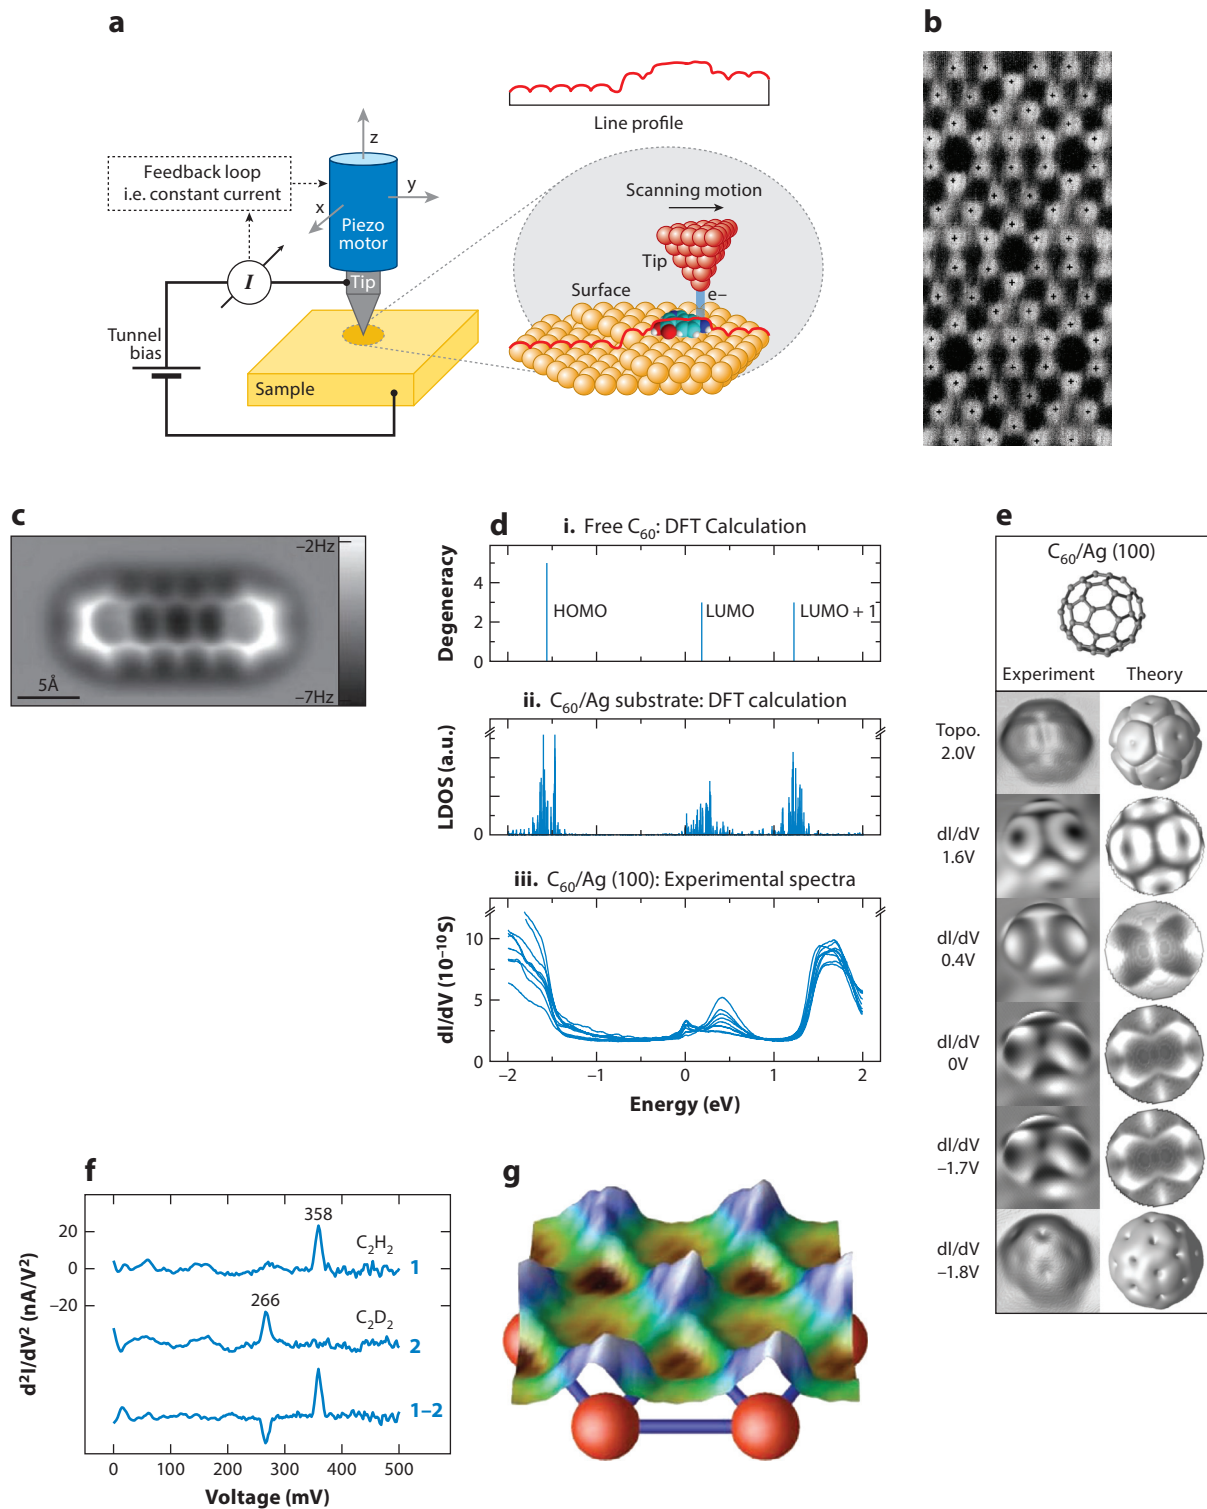 a
b
Line profile
z
Feedback loop
i.e. constant current
y
x
Piezo
motor
Scanning motion
Tip
I
Tip
Surface
e–
Tunnel
bias
Sample
c
–2Hz
5Å
–7Hz
d
i. Free C60: DFT Calculation
Degeneracy
4
2
0
HOMO
LUMO
LUMO + 1
ii. C60/Ag substrate: DFT calculation
LDOS (a.u.)
0
iii. C60/Ag (100): Experimental spectra
dI/dV (10⁻¹⁰S)
10
5
0
–2
–1
0
1
2
Energy (eV)
e
C60/Ag (100)
Experiment
Theory
Topo.
2.0V
dI/dV
1.6V
dI/dV
0.4V
dI/dV
0V
dI/dV
–1.7V
dI/dV
–1.8V
f
d²I/dV² (nA/V²)
20
0
–20
358
C2H2
1
266
C2D2
2
1–2
0
100
200
300
400
500
Voltage (mV)
g